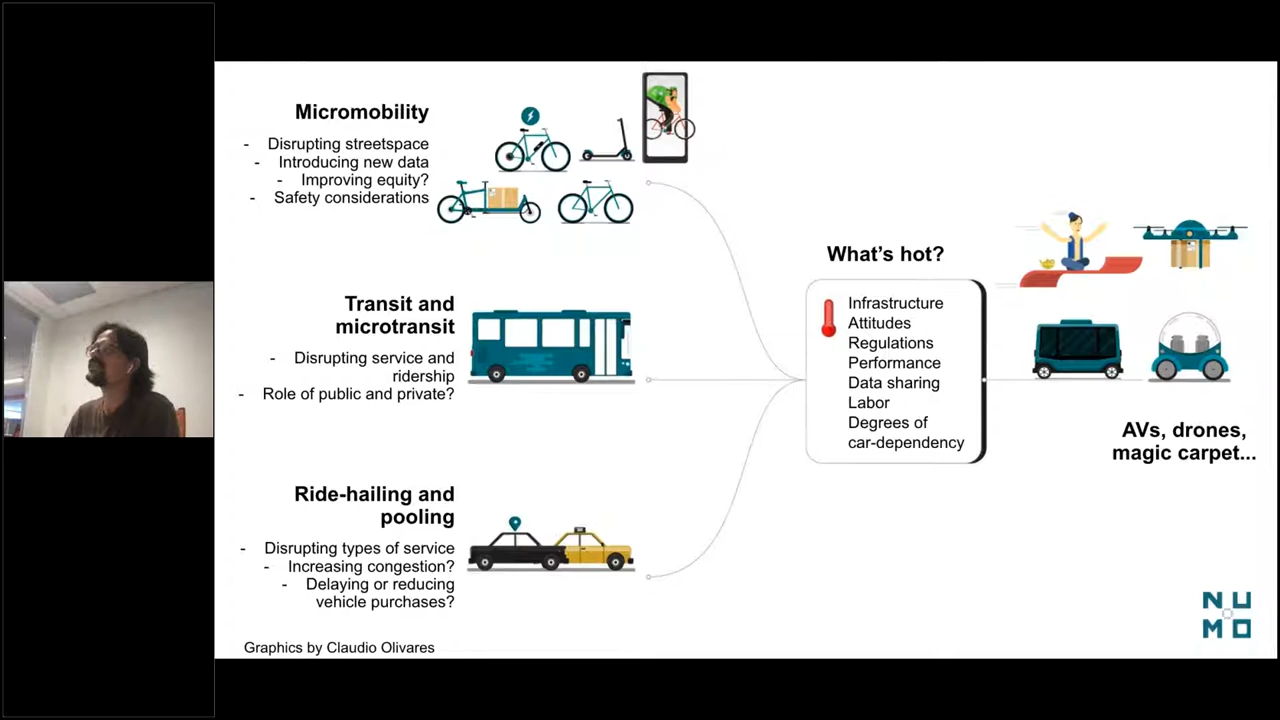 Micromobility
- Disrupting streetspace
- Introducing new data
- Improving equity?
- Safety considerations
Transit and
microtransit
- Disrupting service and
ridership
- Role of public and private?
Ride-hailing and
pooling
- Disrupting types of service
- Increasing congestion?
- Delaying or reducing
vehicle purchases?
Graphics by Claudio Olivares
What's hot?
Infrastructure
Attitudes
Regulations
Performance
Data sharing
Labor
Degrees of
car-dependency
AVs, drones,
magic carpet...
NU
MO